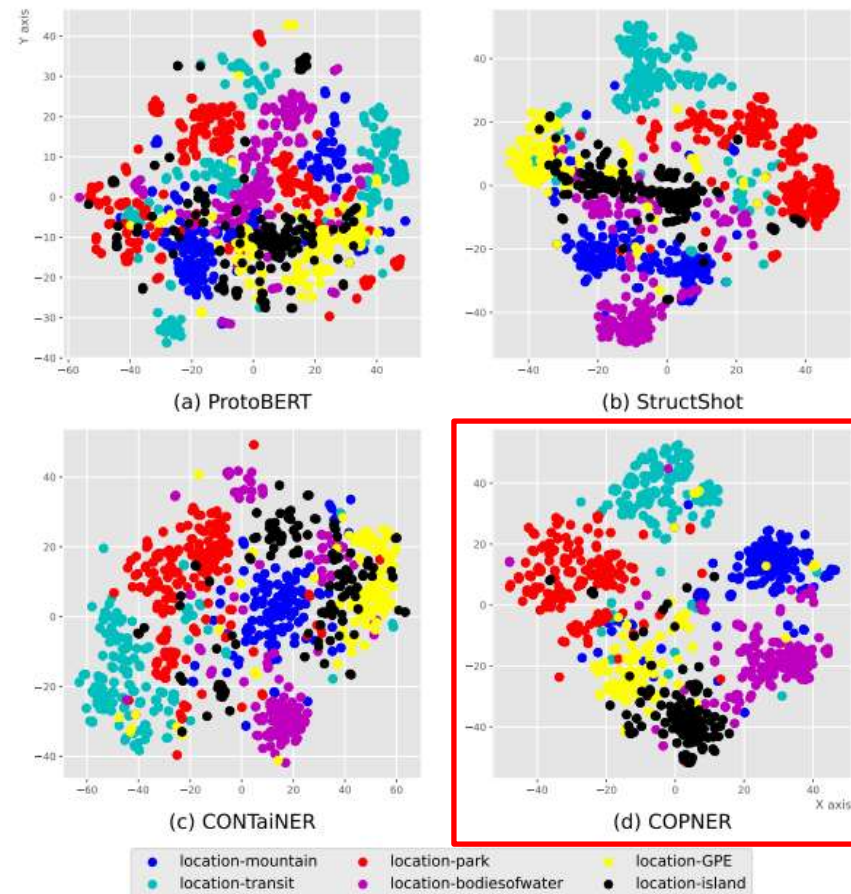 Y axis
40
30
20
10
0
−10
−20
−30
−40
−60 −40 −20 0 20 40
(a) ProtoBERT
40
20
0
−20
−40
−40 −20 0 20 40
(b) StructShot
40
20
0
−20
−40
−60 −40 −20 0 20 40 60
(c) CONTaiNER
40
20
0
−20
−40
−40 −20 0 20 40
X axis
(d) COPNER
location-mountain location-park location-GPE
location-transit location-bodiesofwater location-island